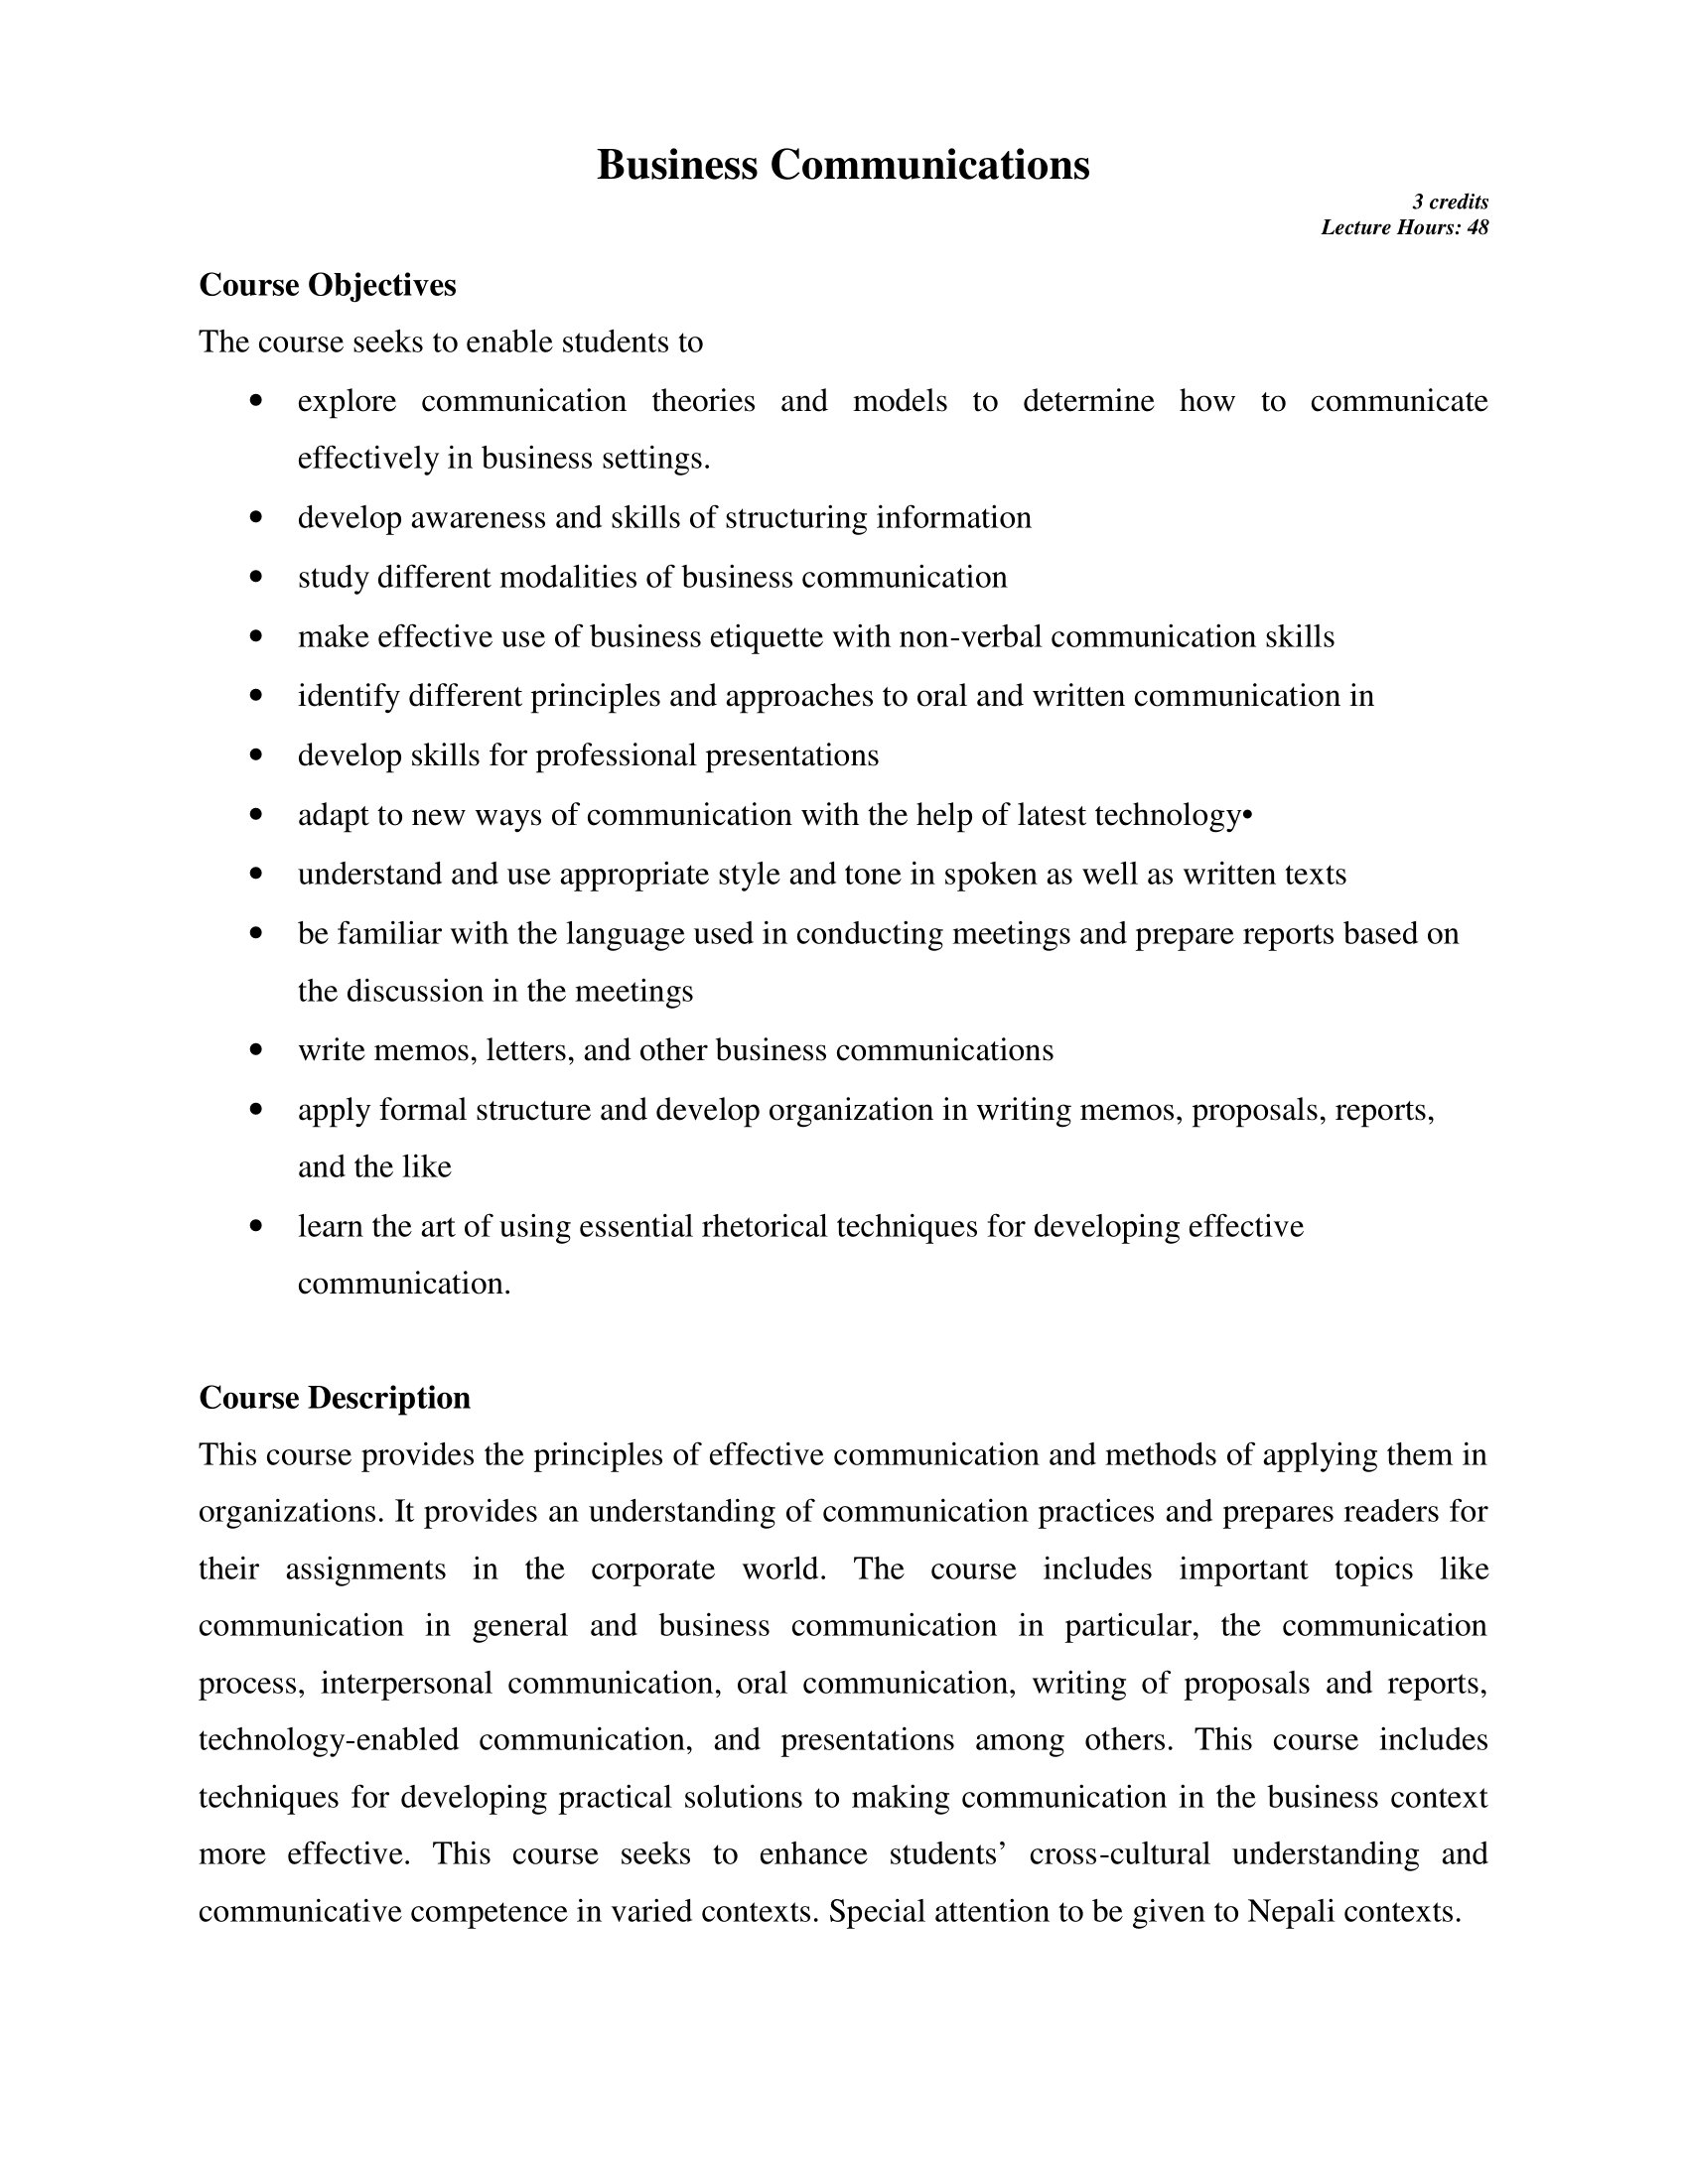 Business Communications
3 credits
Lecture Hours: 48
Course Objectives
The course seeks to enable students to
• explore communication theories and models to determine how to communicate
effectively in business settings.
• develop awareness and skills of structuring information
• study different modalities of business communication
• make effective use of business etiquette with non-verbal communication skills
• identify different principles and approaches to oral and written communication in
• develop skills for professional presentations
• adapt to new ways of communication with the help of latest technology•
• understand and use appropriate style and tone in spoken as well as written texts
• be familiar with the language used in conducting meetings and prepare reports based on
the discussion in the meetings
• write memos, letters, and other business communications
• apply formal structure and develop organization in writing memos, proposals, reports,
and the like
• learn the art of using essential rhetorical techniques for developing effective
communication.
Course Description
This course provides the principles of effective communication and methods of applying them in
organizations. It provides an understanding of communication practices and prepares readers for
their assignments in the corporate world. The course includes important topics like
communication in general and business communication in particular, the communication
process, interpersonal communication, oral communication, writing of proposals and reports,
technology-enabled communication, and presentations among others. This course includes
techniques for developing practical solutions to making communication in the business context
more effective. This course seeks to enhance students’ cross-cultural understanding and
communicative competence in varied contexts. Special attention to be given to Nepali contexts.